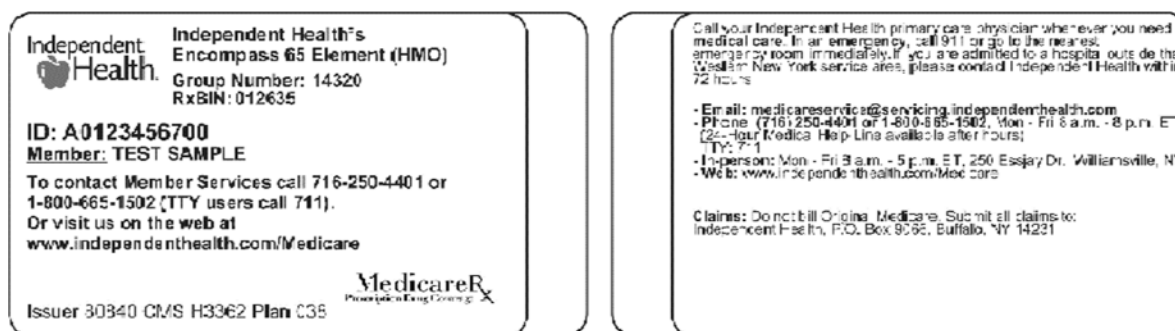 Independent
Health.
Independent Health's
Encompass 65 Element (HMO)
Group Number: 14320
RxBIN: 012635
ID: A0123456700
Member: TEST SAMPLE
To contact Member Services call 716-250-4401 or
1-800-665-1502 (TTY users call 711).
Or visit us on the web at
www.independenthealth.com/Medicare
MedicareRx
Prescription Drug Coverage
Issuer 80840 CMS H3362 Plan 038
Call your Independent Health primary care physician whenever you need
medical care. In an emergency, call 911 or go to the nearest
emergency room immediately. If you are admitted to a hospital outside the
Western New York service area, please contact Independent Health within
72 hours
- Email: medicareservice@servicing.independenthealth.com
- Phone: (716) 250-4401 or 1-800-665-1502, Mon - Fri 8 a.m. - 8 p.m. ET
(24-Hour Medical Help Line available after hours)
TTY: 711
- In-person: Mon - Fri 8 a.m. - 5 p.m. ET, 250 Essjay Dr. Williamsville, N
- Web: www.independenthealth.com/Medicare
Claims: Do not bill Original Medicare. Submit all claims to:
Independent Health, P.O. Box 9066, Buffalo, NY 14231